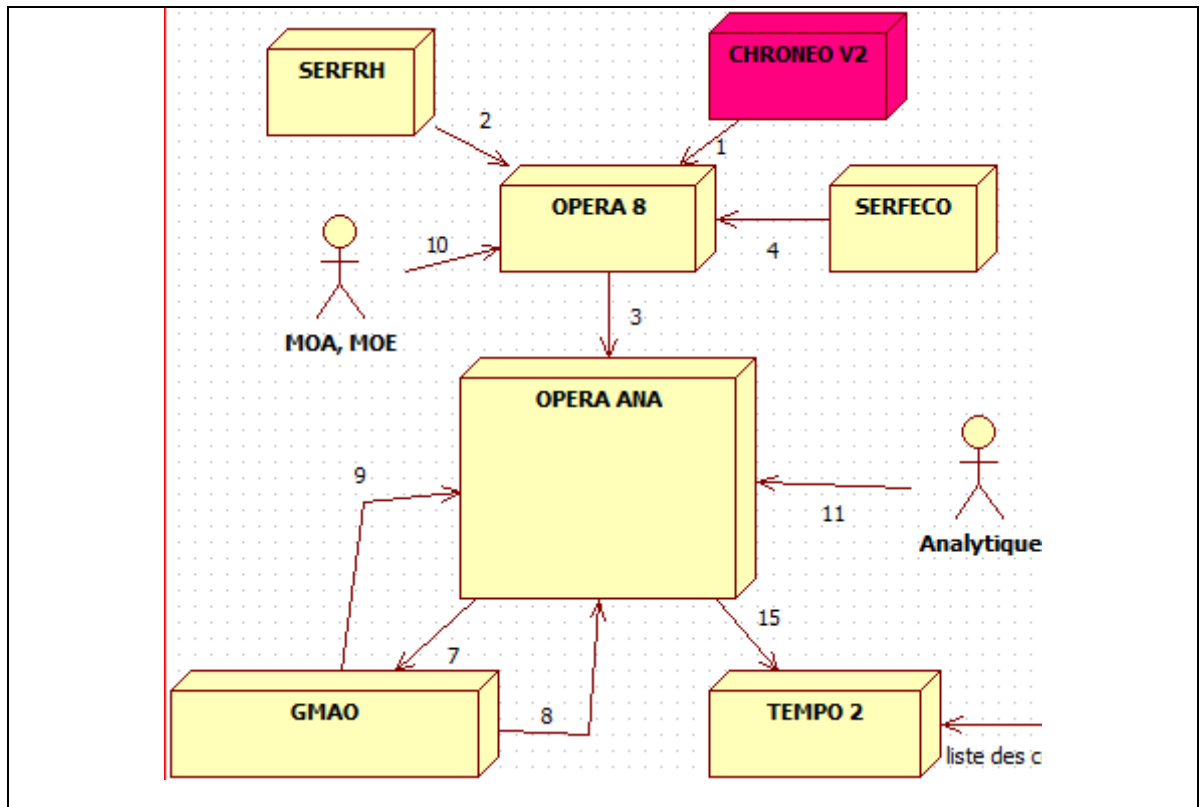 SERFRH
CHRONEO V2
2
1
OPERA 8
SERFECO
10
4
MOA, MOE
3
OPERA ANA
9
11
Analytique
15
7
GMAO
8
TEMPO 2
liste des c